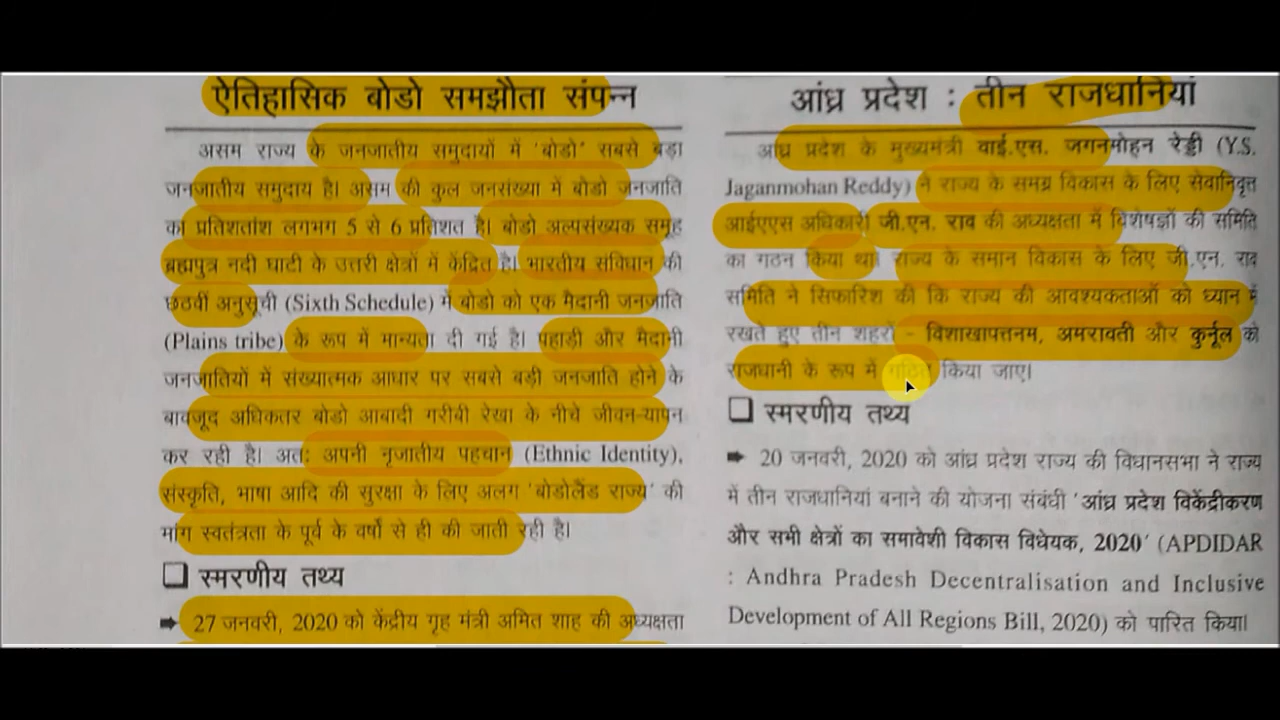 ऐतिहासिक बोडो समझौता संपन्न
असम राज्य के जनजातीय समुदायों में 'बोडो' सबसे बड़ा
जनजातीय समुदाय है। असम की कुल जनसंख्या में बोडो जनजाति
का प्रतिशतांश लगभग 5 से 6 प्रतिशत है। बोडो अल्पसंख्यक समूह
ब्रह्मपुत्र नदी घाटी के उत्तरी क्षेत्रों में केंद्रित है। भारतीय संविधान की
छठवीं अनुसूची (Sixth Schedule) में बोडो को एक मैदानी जनजाति
(Plains tribe) के रूप में मान्यता दी गई है। पहाड़ी और मैदानी
जनजातियों में संख्यात्मक आधार पर सबसे बड़ी जनजाति होने के
बावजूद अधिकतर बोडो आबादी गरीबी रेखा के नीचे जीवन-यापन
कर रही है। अतः अपनी नृजातीय पहचान (Ethnic Identity),
संस्कृति, भाषा आदि की सुरक्षा के लिए अलग 'बोडोलैंड राज्य' की
मांग स्वतंत्रता के पूर्व के वर्षों से ही की जाती रही है।
❑ स्मरणीय तथ्य
➡ 27 जनवरी, 2020 को केंद्रीय गृह मंत्री अमित शाह की अध्यक्षता
आंध्र प्रदेश : तीन राजधानियां
आंध्र प्रदेश के मुख्यमंत्री वाई.एस. जगनमोहन रेड्डी (Y.S.
Jaganmohan Reddy) ने राज्य के समग्र विकास के लिए सेवानिवृत्त
आईएएस अधिकारी जी.एन. राव की अध्यक्षता में विशेषज्ञों की समिति
का गठन किया था। राज्य के समान विकास के लिए जी.एन. राव
समिति ने सिफारिश की कि राज्य की आवश्यकताओं को ध्यान में
रखते हुए तीन शहरों - विशाखापत्तनम, अमरावती और कुर्नूल को
राजधानी के रूप में गठित किया जाए।
❑ स्मरणीय तथ्य
➡ 20 जनवरी, 2020 को आंध्र प्रदेश राज्य की विधानसभा ने राज्य
में तीन राजधानियां बनाने की योजना संबंधी 'आंध्र प्रदेश विकेंद्रीकरण
और सभी क्षेत्रों का समावेशी विकास विधेयक, 2020' (APDIDAR
: Andhra Pradesh Decentralisation and Inclusive
Development of All Regions Bill, 2020) को पारित किया।